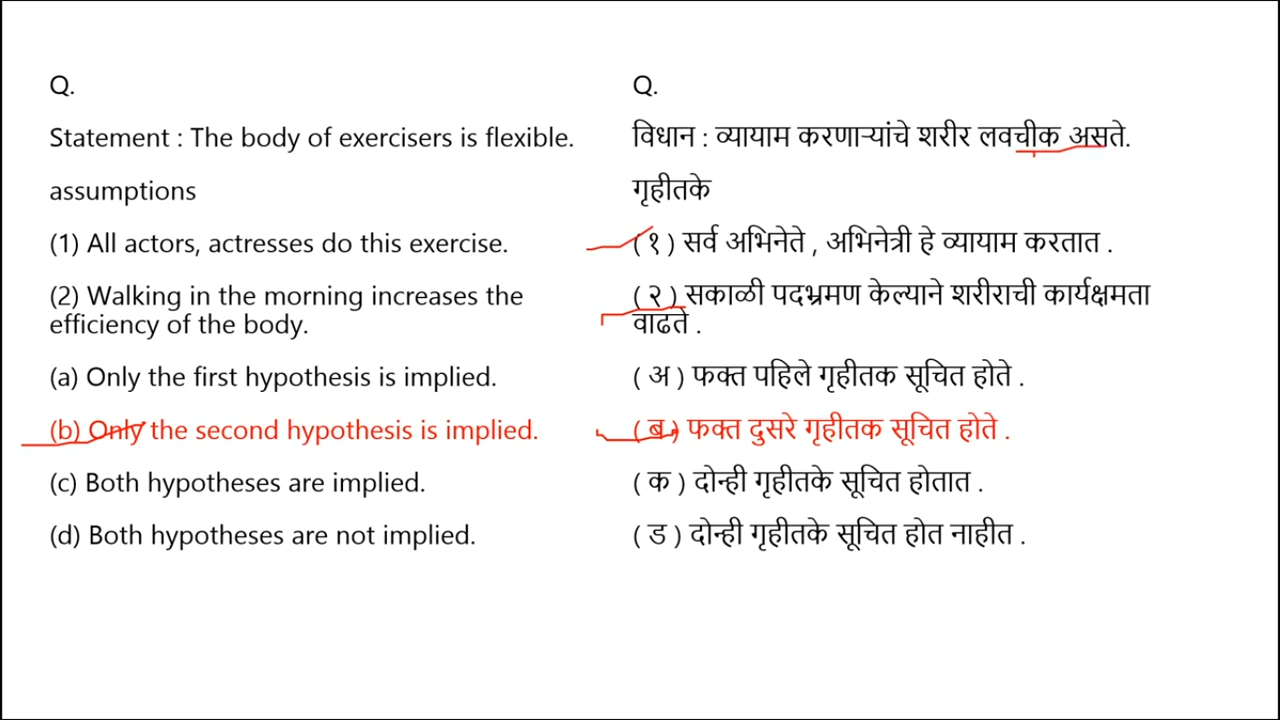 Q.
Statement : The body of exercisers is flexible.
assumptions
(1) All actors, actresses do this exercise.
(2) Walking in the morning increases the
efficiency of the body.
(a) Only the first hypothesis is implied.
(b) Only the second hypothesis is implied.
(c) Both hypotheses are implied.
(d) Both hypotheses are not implied.
Q.
विधान : व्यायाम करणाऱ्यांचे शरीर लवचीक असते.
गृहीतके
( १ ) सर्व अभिनेते , अभिनेत्री हे व्यायाम करतात .
( २ ) सकाळी पदभ्रमण केल्याने शरीराची कार्यक्षमता
वाढते .
( अ ) फक्त पहिले गृहीतक सूचित होते .
( ब ) फक्त दुसरे गृहीतक सूचित होते .
( क ) दोन्ही गृहीतके सूचित होतात .
( ड ) दोन्ही गृहीतके सूचित होत नाहीत .